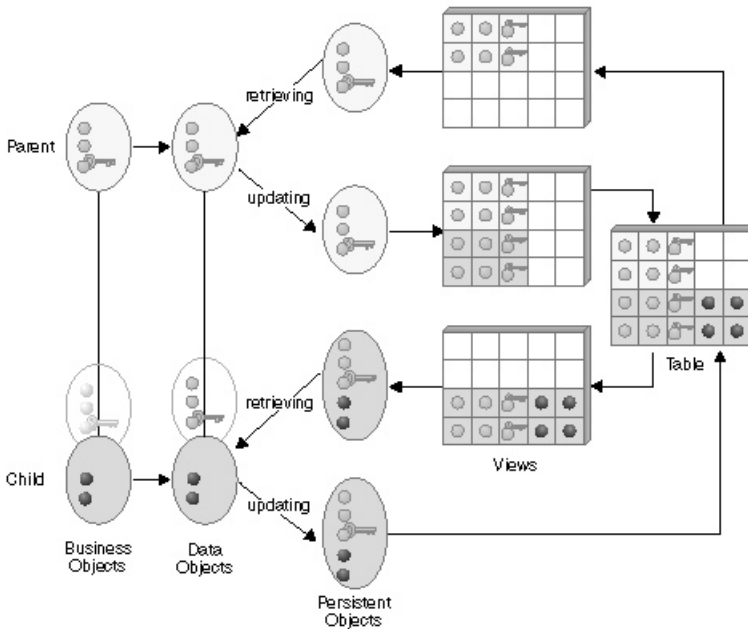 retrieving
Parent
updating
Table
retrieving
Views
Child
updating
Business
Objects
Data
Objects
Persistent
Objects